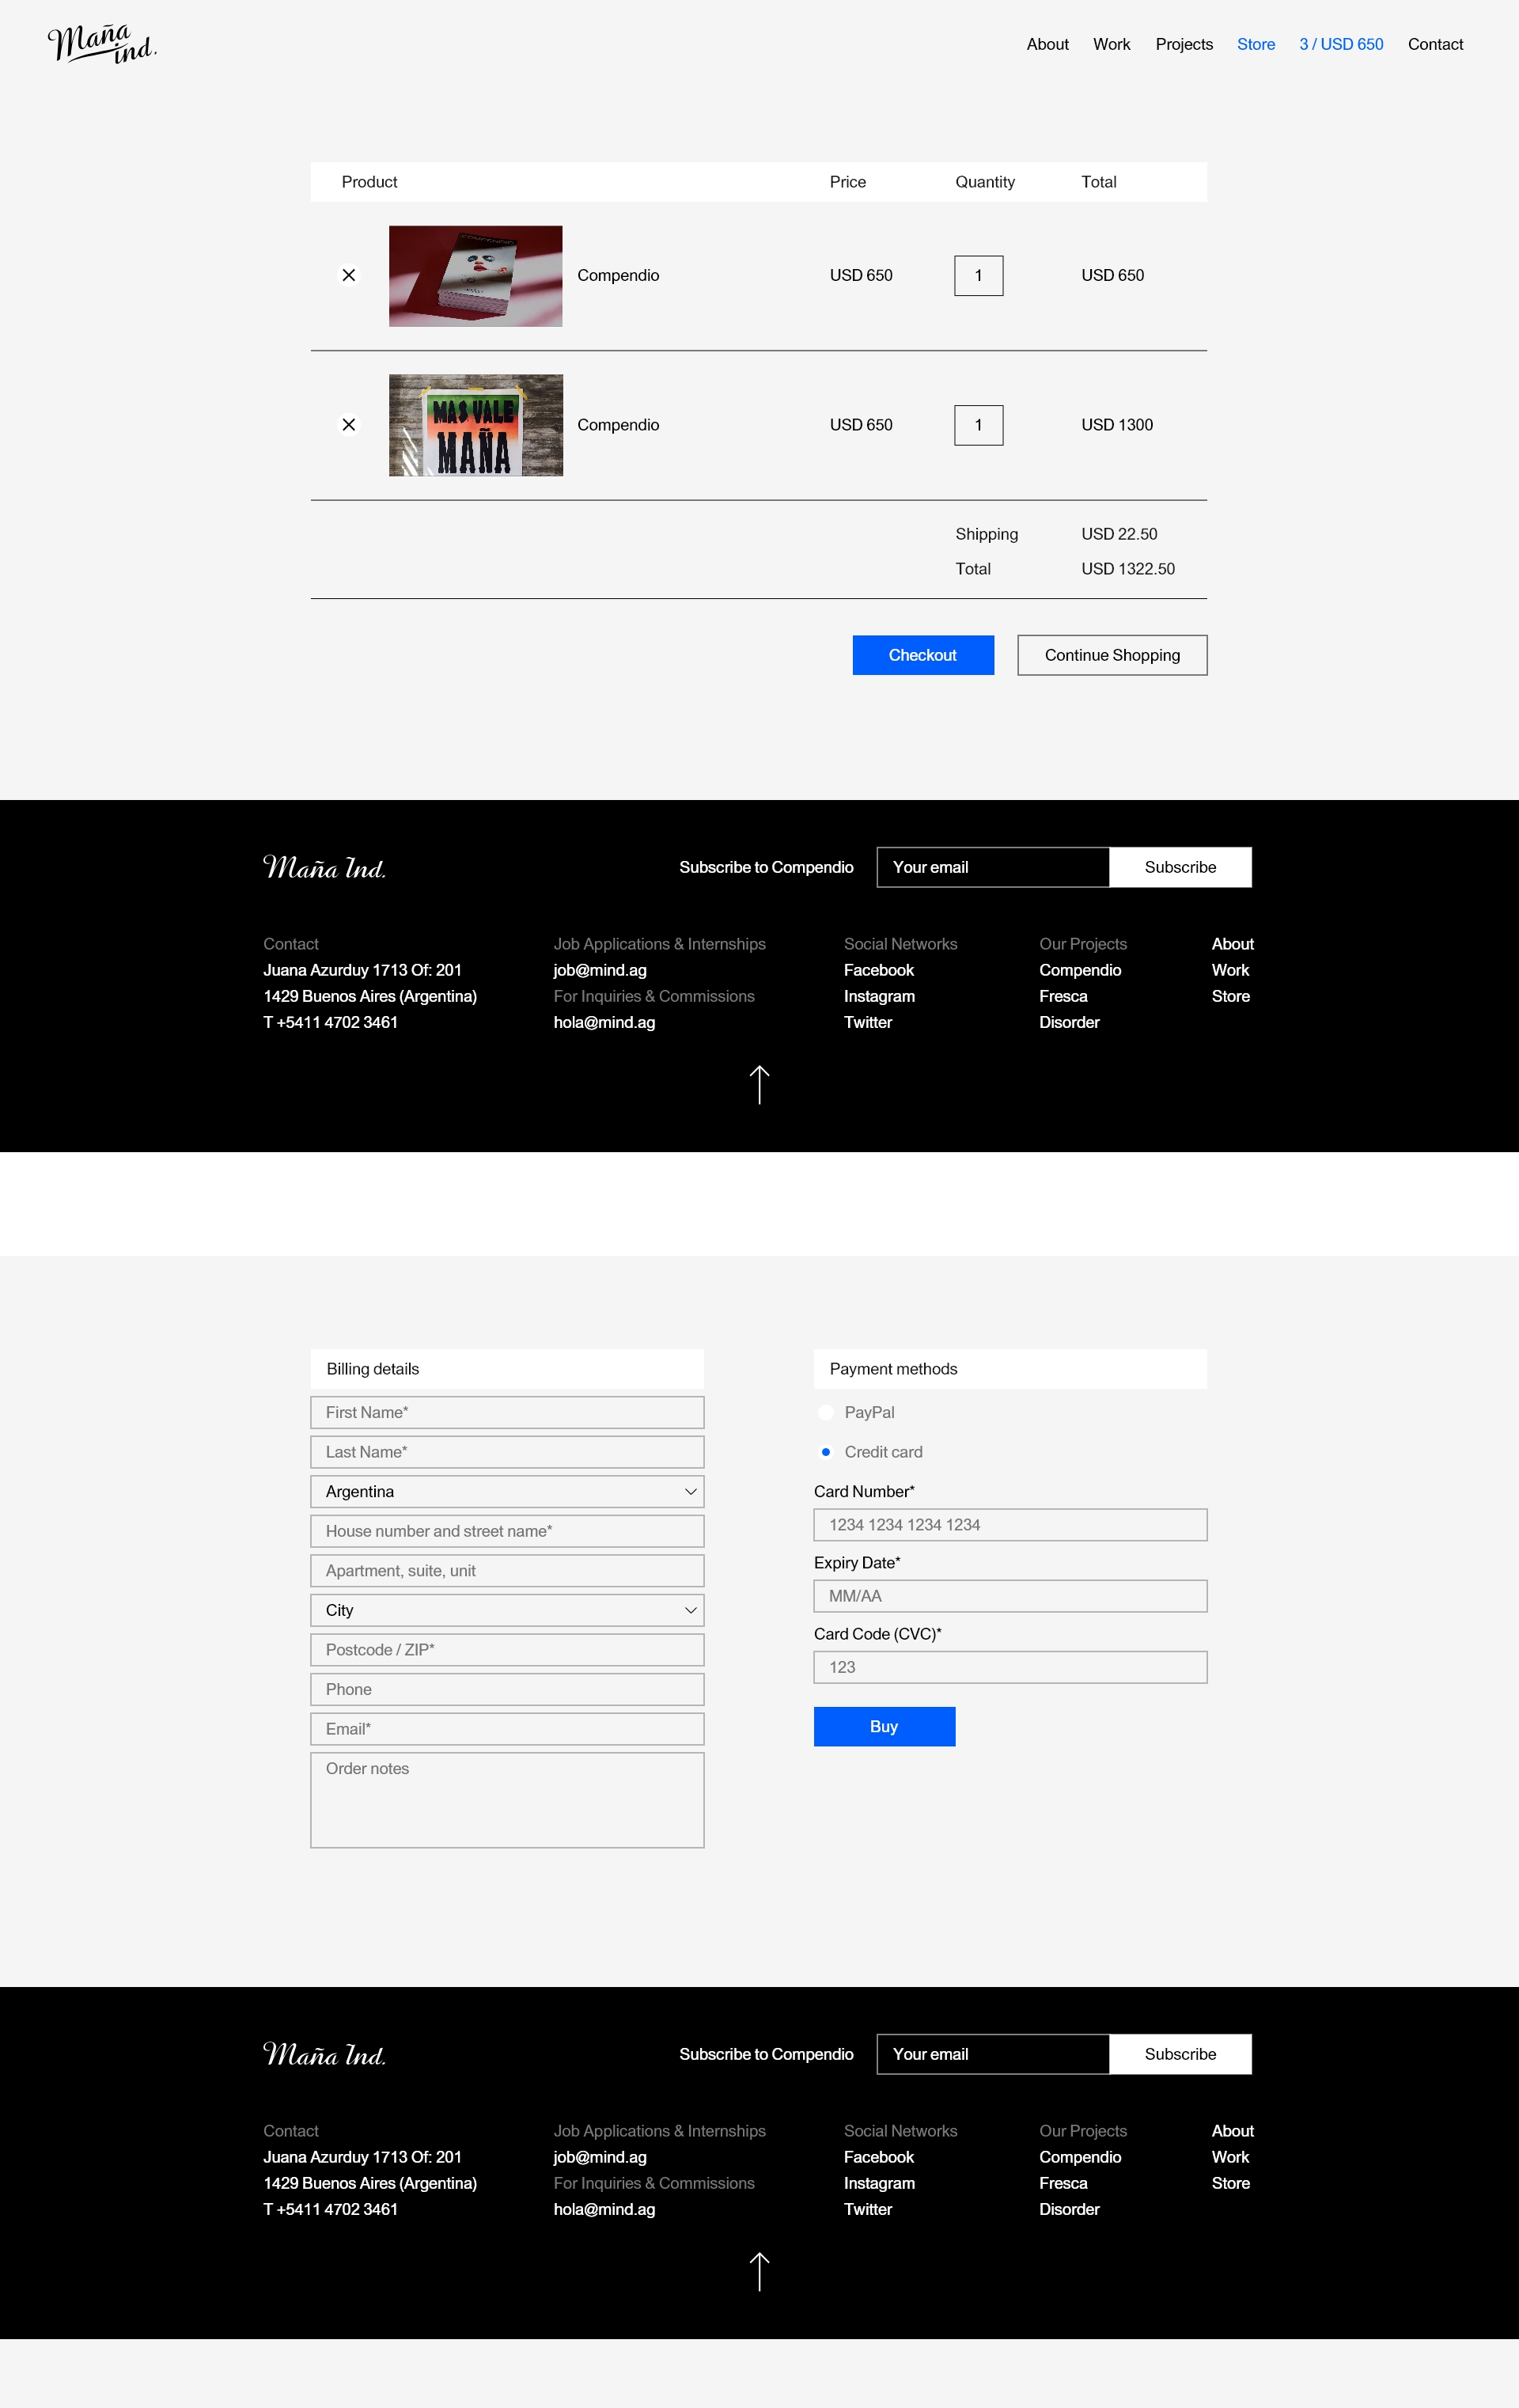 Maña
ind.
About Work Projects Store 3 / USD 650 Contact
Product Price Quantity Total
Compendio USD 650 1 USD 650
MAS VALE
MAÑA
Compendio USD 650 1 USD 1300
Shipping USD 22.50
Total USD 1322.50
Checkout Continue Shopping
Maña Ind. Subscribe to Compendio Your email Subscribe
Contact Job Applications & Internships Social Networks Our Projects About
Juana Azurduy 1713 Of: 201 job@mind.ag Facebook Compendio Work
1429 Buenos Aires (Argentina) For Inquiries & Commissions Instagram Fresca Store
T +5411 4702 3461 hola@mind.ag Twitter Disorder
Billing details
First Name*
Last Name*
Argentina
House number and street name*
Apartment, suite, unit
City
Postcode / ZIP*
Phone
Email*
Order notes
Payment methods
PayPal
Credit card
Card Number*
1234 1234 1234 1234
Expiry Date*
MM/AA
Card Code (CVC)*
123
Buy
Maña Ind. Subscribe to Compendio Your email Subscribe
Contact Job Applications & Internships Social Networks Our Projects About
Juana Azurduy 1713 Of: 201 job@mind.ag Facebook Compendio Work
1429 Buenos Aires (Argentina) For Inquiries & Commissions Instagram Fresca Store
T +5411 4702 3461 hola@mind.ag Twitter Disorder